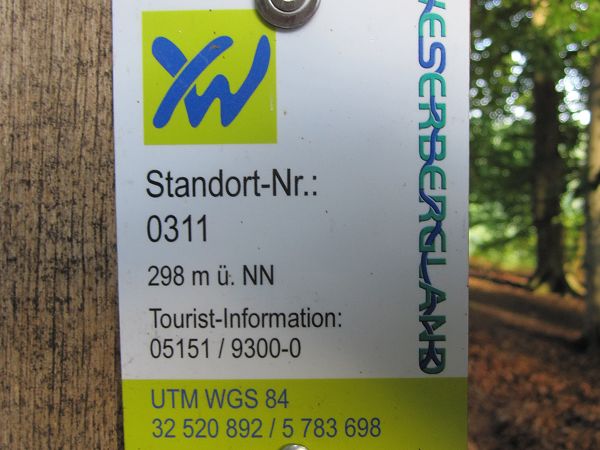 XW
Standort-Nr.:
0311
298 m ü. NN
Tourist-Information:
05151 / 9300-0
UTM WGS 84
32 520 892 / 5 783 698
WESERBERGLAND